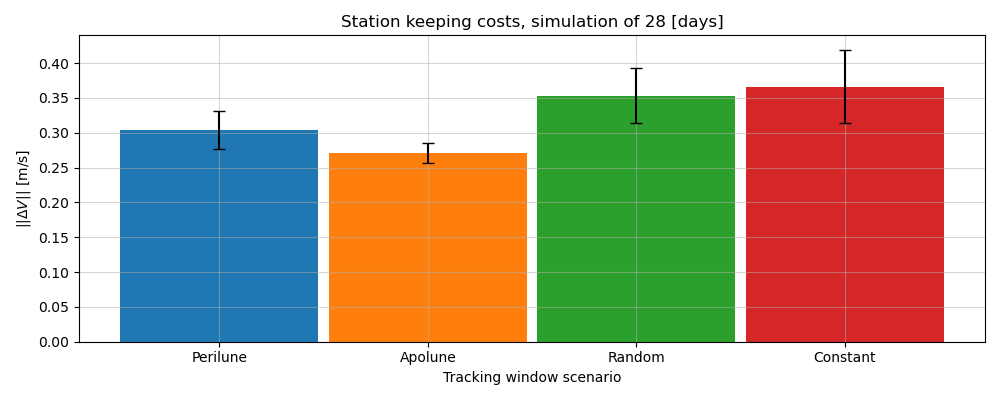 Station keeping costs, simulation of 28 [days]
||ΔV|| [m/s]
0.40
0.35
0.30
0.25
0.20
0.15
0.10
0.05
0.00
Perilune Apolune Random Constant
Tracking window scenario